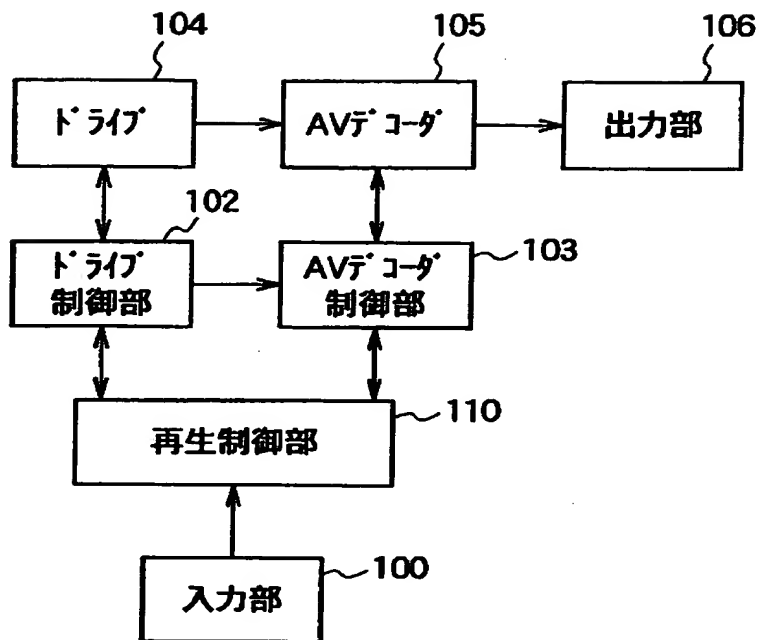 104
105
106
ドライブ
AVデコーダ
出力部
102
ドライブ
制御部
AVデコーダ
制御部
103
再生制御部
110
入力部
100